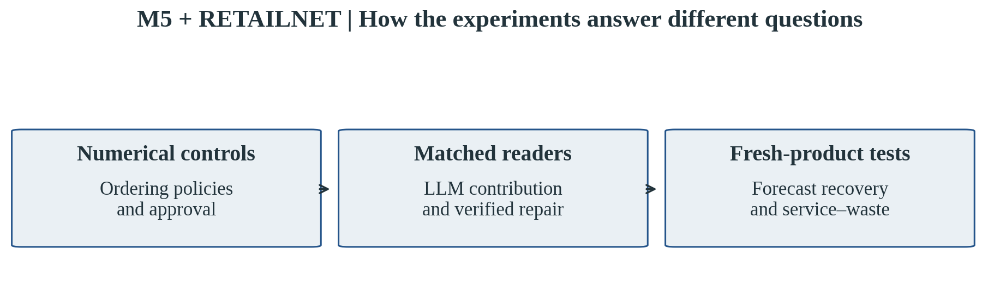 M5 + RETAILNET | How the experiments answer different questions
Numerical controls
Ordering policies
and approval
Matched readers
LLM contribution
and verified repair
Fresh-product tests
Forecast recovery
and service–waste